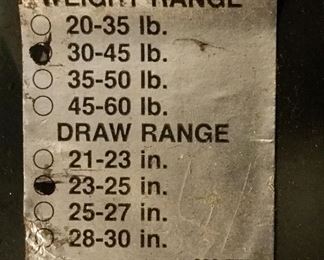 WEIGHT RANGE
20-35 lb.
30-45 lb.
35-50 lb.
45-60 lb.
DRAW RANGE
21-23 in.
23-25 in.
25-27 in.
28-30 in.